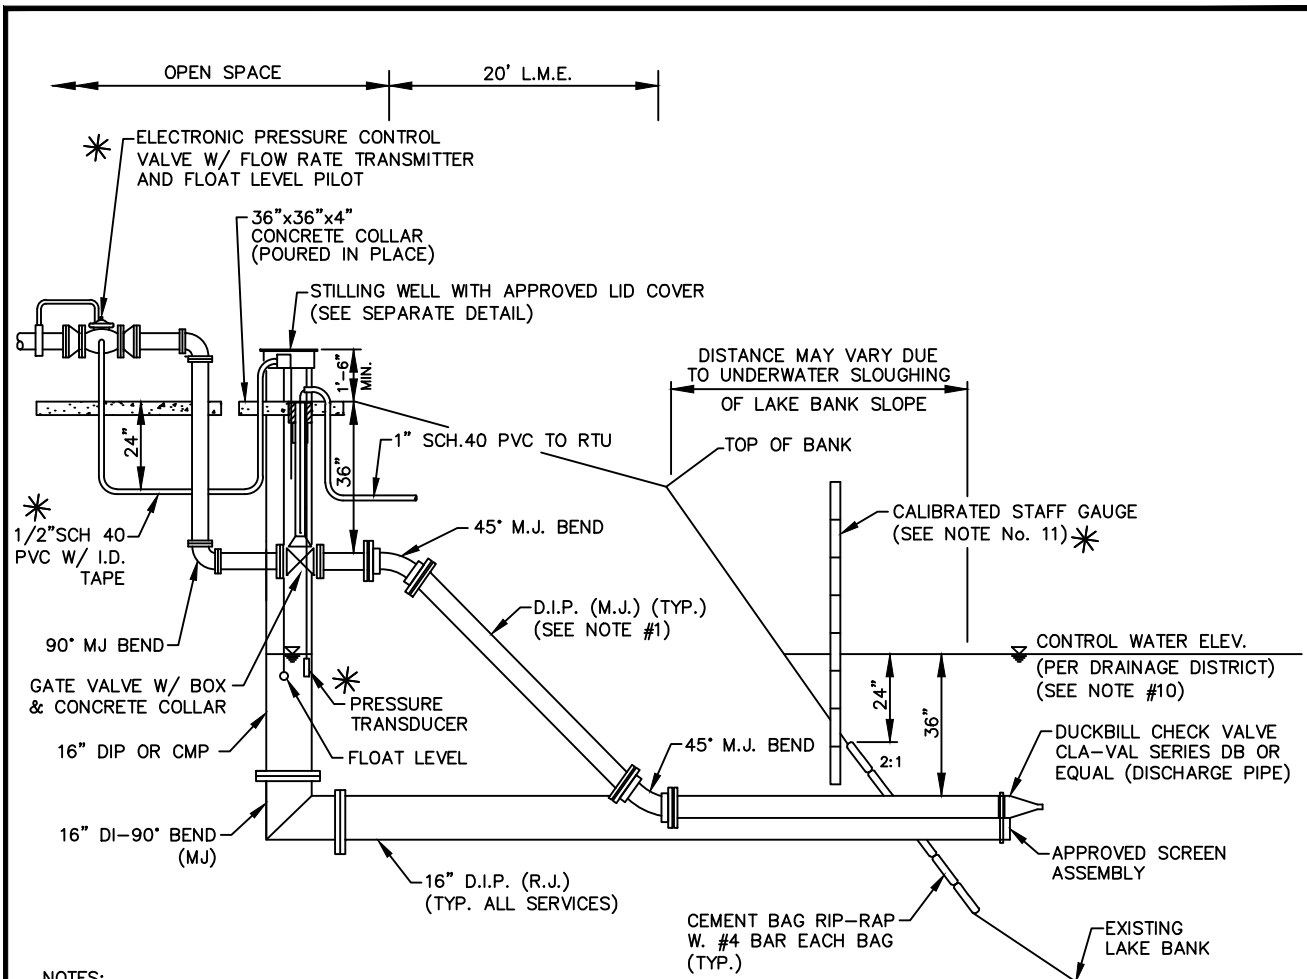 OPEN SPACE
20' L.M.E.
ELECTRONIC PRESSURE CONTROL
VALVE W/ FLOW RATE TRANSMITTER
AND FLOAT LEVEL PILOT
36"x36"x4"
CONCRETE COLLAR
(POURED IN PLACE)
STILLING WELL WITH APPROVED LID COVER
(SEE SEPARATE DETAIL)
1'-6"
MIN.
DISTANCE MAY VARY DUE
TO UNDERWATER SLOUGHING
OF LAKE BANK SLOPE
24"
36"
1" SCH.40 PVC TO RTU
TOP OF BANK
1/2"SCH 40
PVC W/ I.D.
TAPE
45° M.J. BEND
CALIBRATED STAFF GAUGE
(SEE NOTE No. 11)
D.I.P. (M.J.) (TYP.)
(SEE NOTE #1)
90° MJ BEND
CONTROL WATER ELEV.
(PER DRAINAGE DISTRICT)
(SEE NOTE #10)
GATE VALVE W/ BOX
& CONCRETE COLLAR
PRESSURE
TRANSDUCER
24"
36"
16" DIP OR CMP
FLOAT LEVEL
45° M.J. BEND
2:1
DUCKBILL CHECK VALVE
CLA-VAL SERIES DB OR
EQUAL (DISCHARGE PIPE)
16" DI-90° BEND
(MJ)
16" D.I.P. (R.J.)
(TYP. ALL SERVICES)
APPROVED SCREEN
ASSEMBLY
CEMENT BAG RIP-RAP
W. #4 BAR EACH BAG
(TYP.)
EXISTING
LAKE BANK
NOTES: